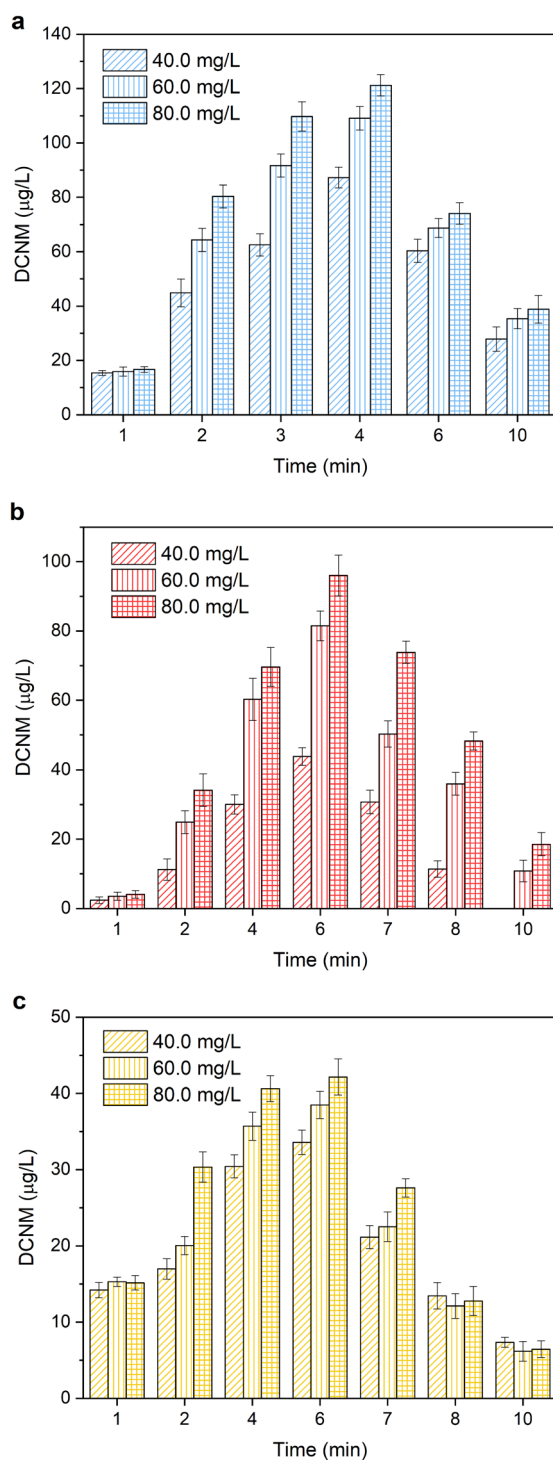 a
140
120
100
80
60
40
20
0
DCNM (μg/L)
40.0 mg/L
60.0 mg/L
80.0 mg/L
1 2 3 4 6 10
Time (min)
b
100
80
60
40
20
0
DCNM (μg/L)
40.0 mg/L
60.0 mg/L
80.0 mg/L
1 2 4 6 7 8 10
Time (min)
c
50
40
30
20
10
0
DCNM (μg/L)
40.0 mg/L
60.0 mg/L
80.0 mg/L
1 2 4 6 7 8 10
Time (min)